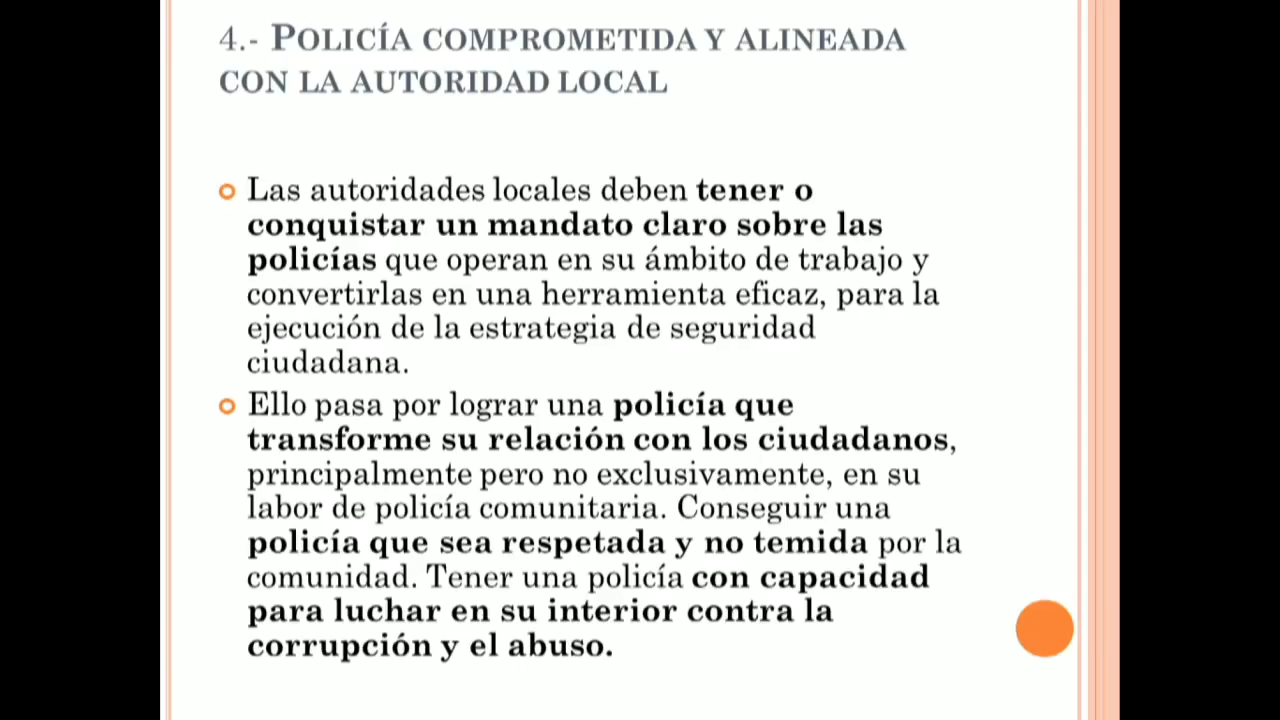 4.- POLICÍA COMPROMETIDA Y ALINEADA
CON LA AUTORIDAD LOCAL
Las autoridades locales deben tener o
conquistar un mandato claro sobre las
policías que operan en su ámbito de trabajo y
convertirlas en una herramienta eficaz, para la
ejecución de la estrategia de seguridad
ciudadana.
Ello pasa por lograr una policía que
transforme su relación con los ciudadanos,
principalmente pero no exclusivamente, en su
labor de policía comunitaria. Conseguir una
policía que sea respetada y no temida por la
comunidad. Tener una policía con capacidad
para luchar en su interior contra la
corrupción y el abuso.